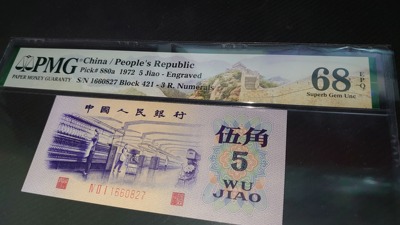 PMG
PAPER MONEY GUARANTY
China / People's Republic
Pick# 880a 1972 5 Jiao - Engraved
S/N 1660827 Block 421 - 3 R. Numerals
68 EPQ
Superb Gem Unc
中国人民银行
伍角
5
WU
JIAO
1660827